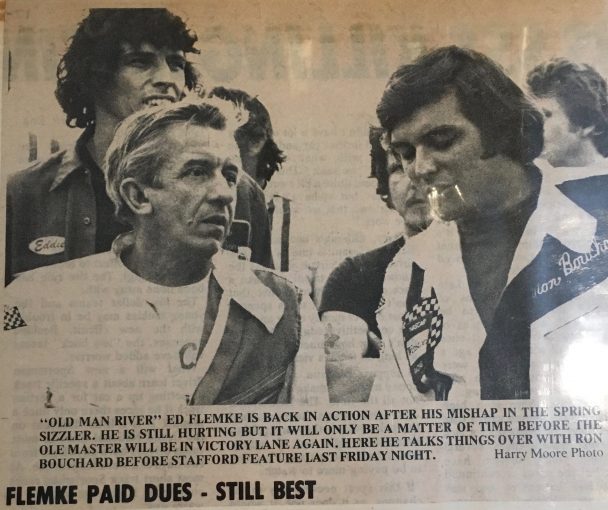 Eddie
C
NASCAR
on Boucha
"OLD MAN RIVER" ED FLEMKE IS BACK IN ACTION AFTER HIS MISHAP IN THE SPRING
SIZZLER. HE IS STILL HURTING BUT IT WILL ONLY BE A MATTER OF TIME BEFORE THE
OLE MASTER WILL BE IN VICTORY LANE AGAIN. HERE HE TALKS THINGS OVER WITH RON
BOUCHARD BEFORE STAFFORD FEATURE LAST FRIDAY NIGHT. Harry Moore Photo
FLEMKE PAID DUES - STILL BEST